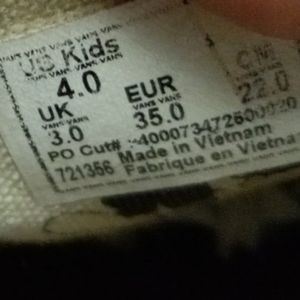 US Kids
4.0
UK EUR CM
3.0 35.0 22.0
PO Cut#
721356 Made in Vietnam
Fabrique en Vietna